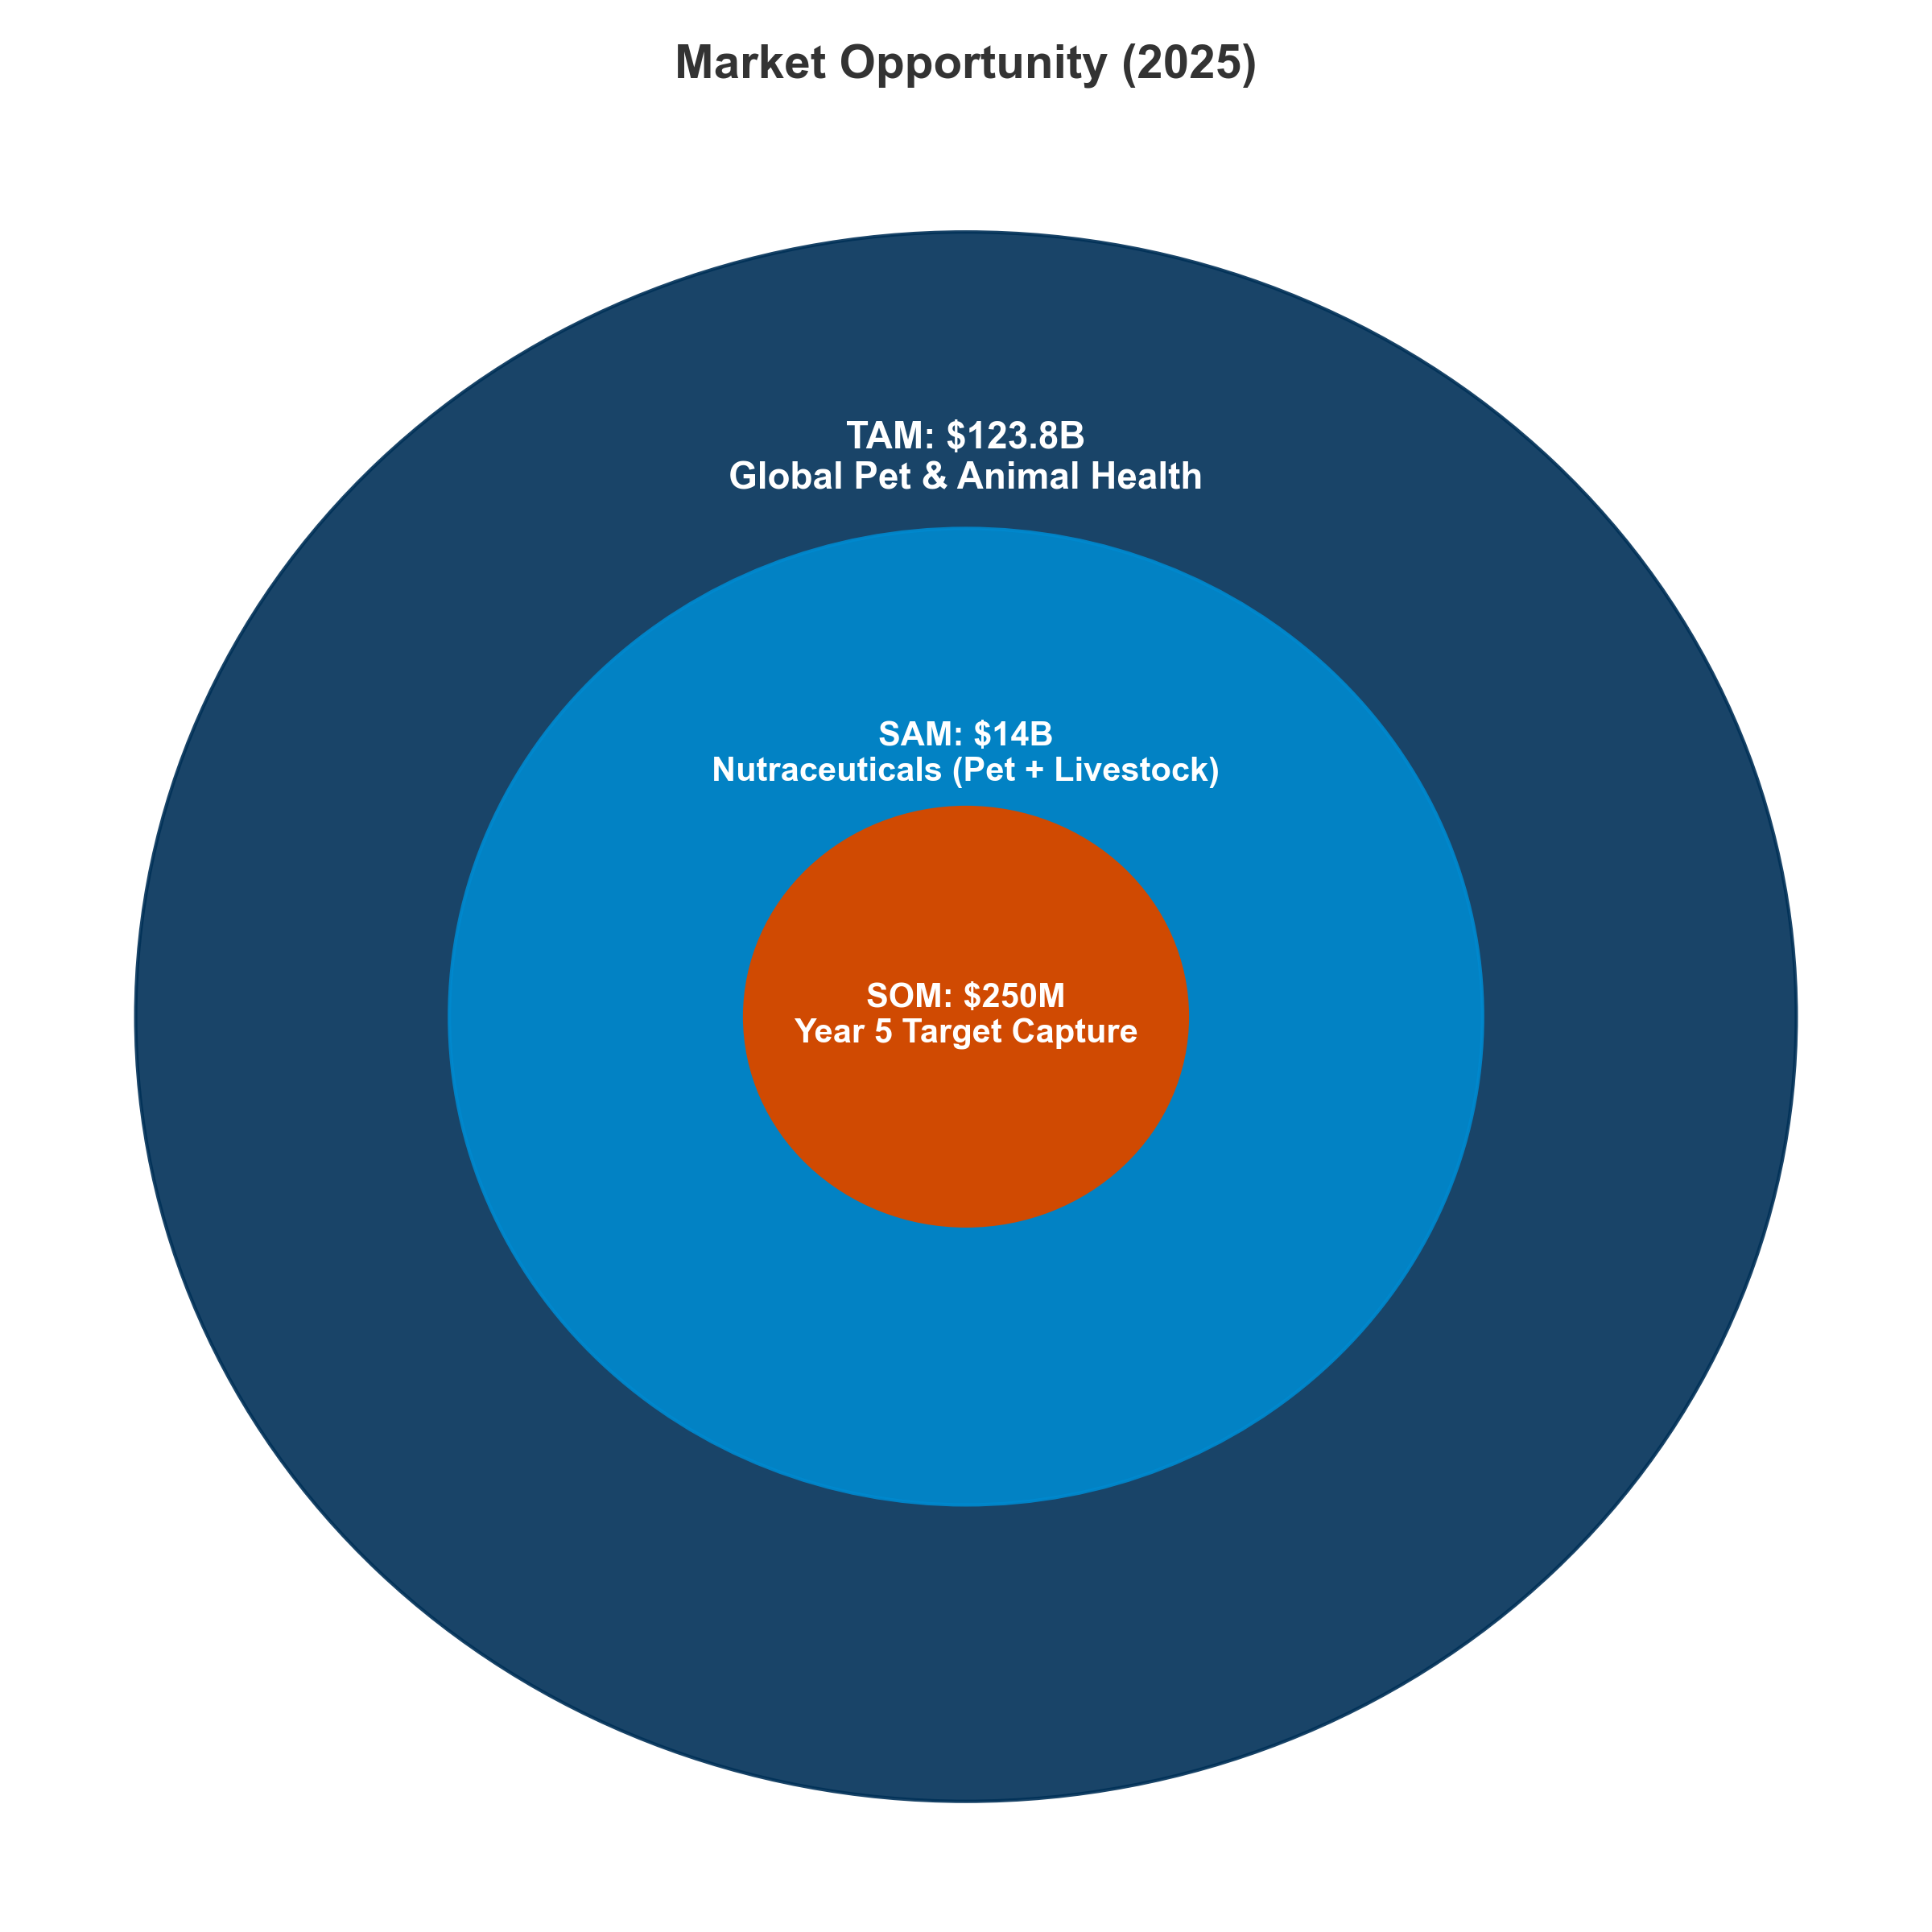 Market Opportunity (2025)
TAM: $123.8B
Global Pet & Animal Health
SAM: $14B
Nutraceuticals (Pet + Livestock)
SOM: $250M
Year 5 Target Capture